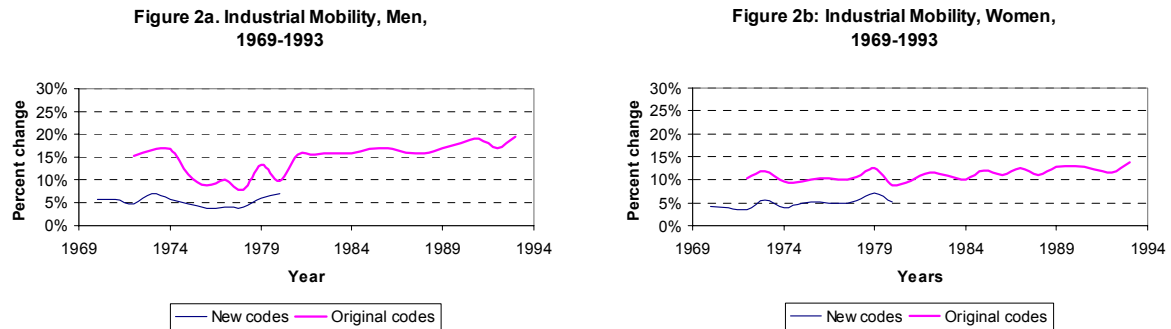 Figure 2a. Industrial Mobility, Men,
1969-1993
30%
25%
20%
15%
10%
5%
0%
Percent change
1969 1974 1979 1984 1989 1994
Year
New codes Original codes
Figure 2b: Industrial Mobility, Women,
1969-1993
30%
25%
20%
15%
10%
5%
0%
Percent change
1969 1974 1979 1984 1989 1994
Years
New codes Original codes